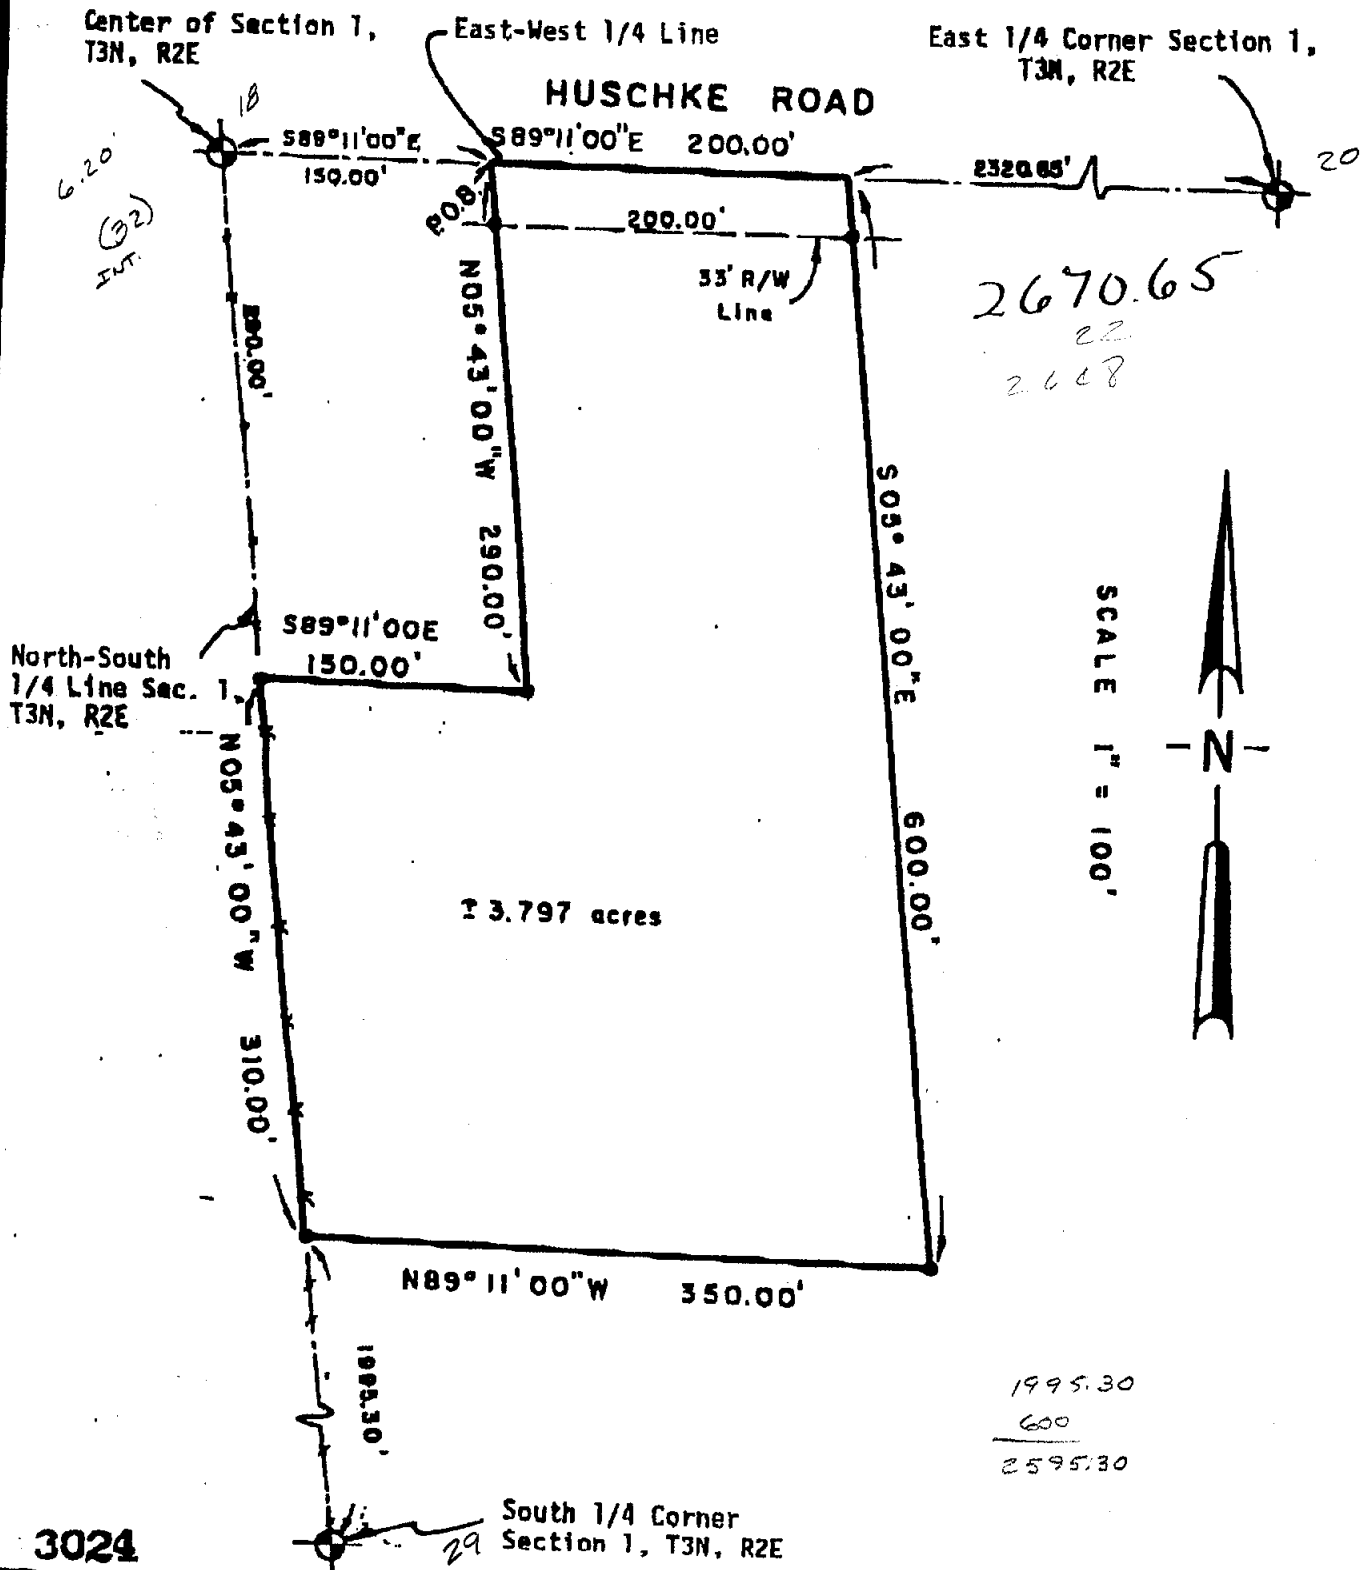 Center of Section 1,
T3N, R2E
East-West 1/4 Line
East 1/4 Corner Section 1,
T3N, R2E
HUSCHKE ROAD
18
S89°11'00"E
150.00'
S89°11'00"E 200.00'
2320.65'
20
6.20'
(32)
INT.
P.O.B.
200.00'
33' R/W
Line
2670.65
22
290.00'
N05°43'00"W 290.00'
S05°43'00"E 600.00'
SCALE 1" = 100'
N
S89°11'00E
150.00'
North-South
1/4 Line Sec. 1,
T3N, R2E
N05°43'00"W 310.00'
± 3.797 acres
N89°11'00"W 350.00'
1995.30'
1995.30
600
2595.30
South 1/4 Corner
Section 1, T3N, R2E
29
3024